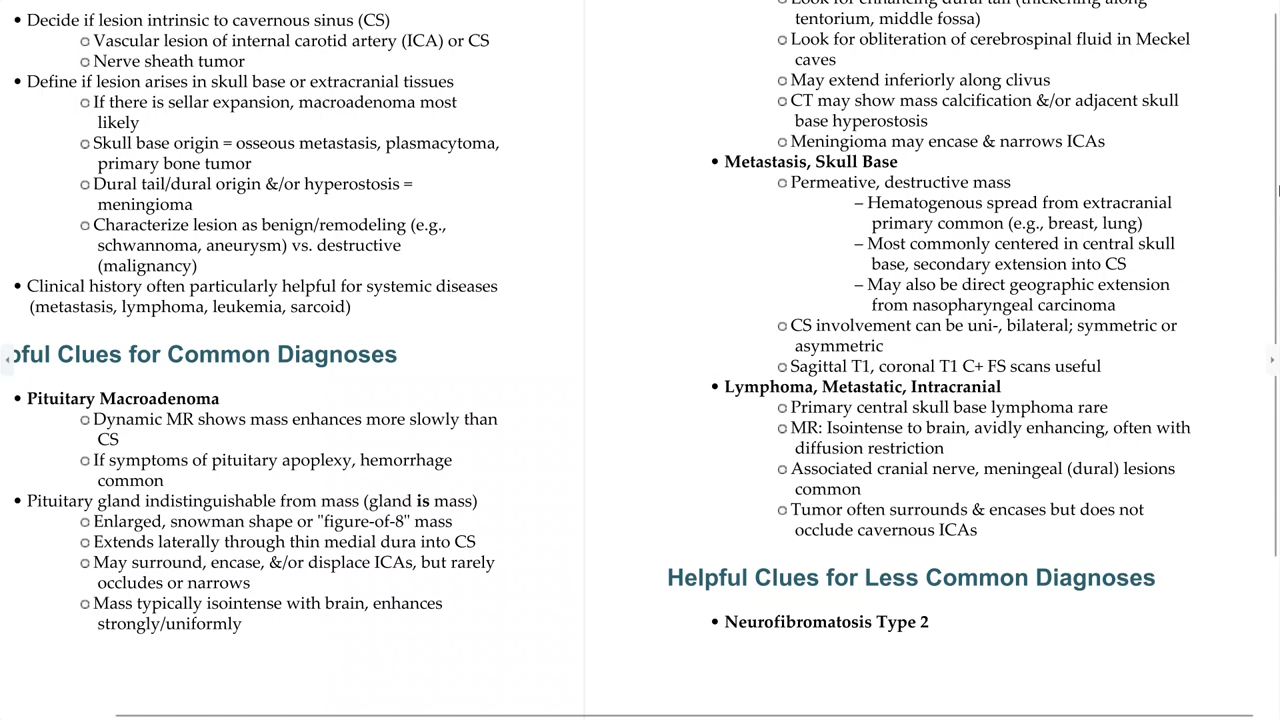 • Decide if lesion intrinsic to cavernous sinus (CS)
○ Vascular lesion of internal carotid artery (ICA) or CS
○ Nerve sheath tumor
• Define if lesion arises in skull base or extracranial tissues
○ If there is sellar expansion, macroadenoma most
likely
○ Skull base origin = osseous metastasis, plasmacytoma,
primary bone tumor
○ Dural tail/dural origin &/or hyperostosis =
meningioma
○ Characterize lesion as benign/remodeling (e.g.,
schwannoma, aneurysm) vs. destructive
(malignancy)
• Clinical history often particularly helpful for systemic diseases
(metastasis, lymphoma, leukemia, sarcoid)
pful Clues for Common Diagnoses
• Pituitary Macroadenoma
○ Dynamic MR shows mass enhances more slowly than
CS
○ If symptoms of pituitary apoplexy, hemorrhage
common
• Pituitary gland indistinguishable from mass (gland is mass)
○ Enlarged, snowman shape or "figure-of-8" mass
○ Extends laterally through thin medial dura into CS
○ May surround, encase, &/or displace ICAs, but rarely
occludes or narrows
○ Mass typically isointense with brain, enhances
strongly/uniformly
○ Look for enhancing dural tail (thickening along
tentorium, middle fossa)
○ Look for obliteration of cerebrospinal fluid in Meckel
caves
○ May extend inferiorly along clivus
○ CT may show mass calcification &/or adjacent skull
base hyperostosis
○ Meningioma may encase & narrows ICAs
• Metastasis, Skull Base
○ Permeative, destructive mass
– Hematogenous spread from extracranial
primary common (e.g., breast, lung)
– Most commonly centered in central skull
base, secondary extension into CS
– May also be direct geographic extension
from nasopharyngeal carcinoma
○ CS involvement can be uni-, bilateral; symmetric or
asymmetric
○ Sagittal T1, coronal T1 C+ FS scans useful
• Lymphoma, Metastatic, Intracranial
○ Primary central skull base lymphoma rare
○ MR: Isointense to brain, avidly enhancing, often with
diffusion restriction
○ Associated cranial nerve, meningeal (dural) lesions
common
○ Tumor often surrounds & encases but does not
occlude cavernous ICAs
Helpful Clues for Less Common Diagnoses
• Neurofibromatosis Type 2